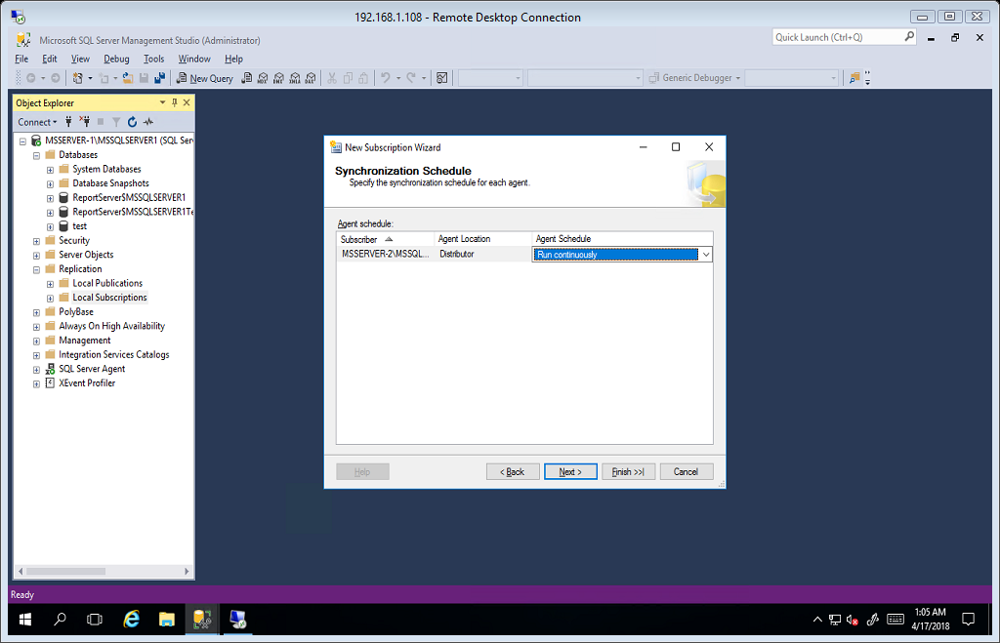 192.168.1.108 - Remote Desktop Connection
Microsoft SQL Server Management Studio (Administrator)
Quick Launch (Ctrl+Q)
File Edit View Debug Tools Window Help
New Query
MDX DMX XMLA DAX
Generic Debugger
Object Explorer
Connect
MSSERVER-1\MSSQLSERVER1 (SQL Ser
Databases
System Databases
Database Snapshots
ReportServer$MSSQLSERVER1
ReportServer$MSSQLSERVER1Te
test
Security
Server Objects
Replication
Local Publications
Local Subscriptions
PolyBase
Always On High Availability
Management
Integration Services Catalogs
SQL Server Agent
XEvent Profiler
New Subscription Wizard
Synchronization Schedule
Specify the synchronization schedule for each agent.
Agent schedule:
Subscriber Agent Location Agent Schedule
MSSERVER-2\MSSQL... Distributor Run continuously
Help < Back Next > Finish >>| Cancel
Ready
1:05 AM
4/17/2018